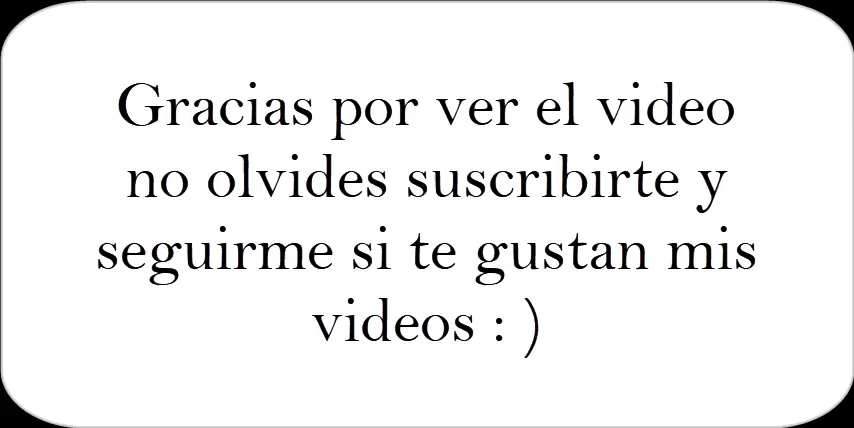 Gracias por ver el video
no olvides suscribirte y
seguirme si te gustan mis
videos : )